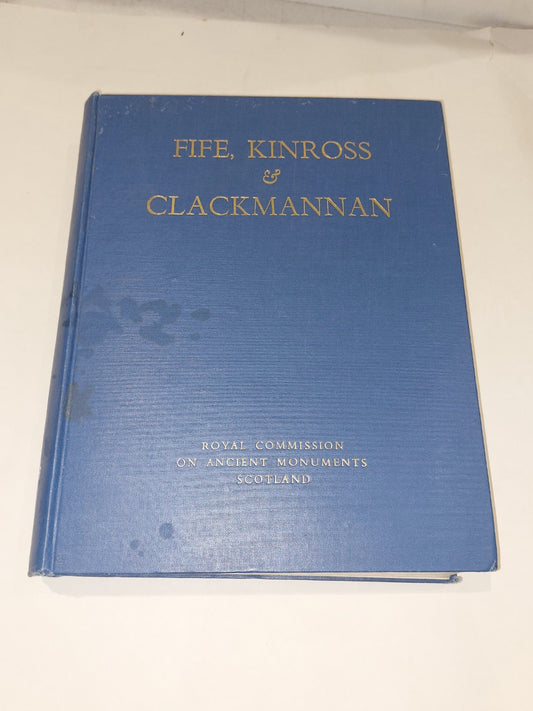 FIFE, KINROSS
&
CLACKMANNAN
ROYAL COMMISSION
ON ANCIENT MONUMENTS
SCOTLAND